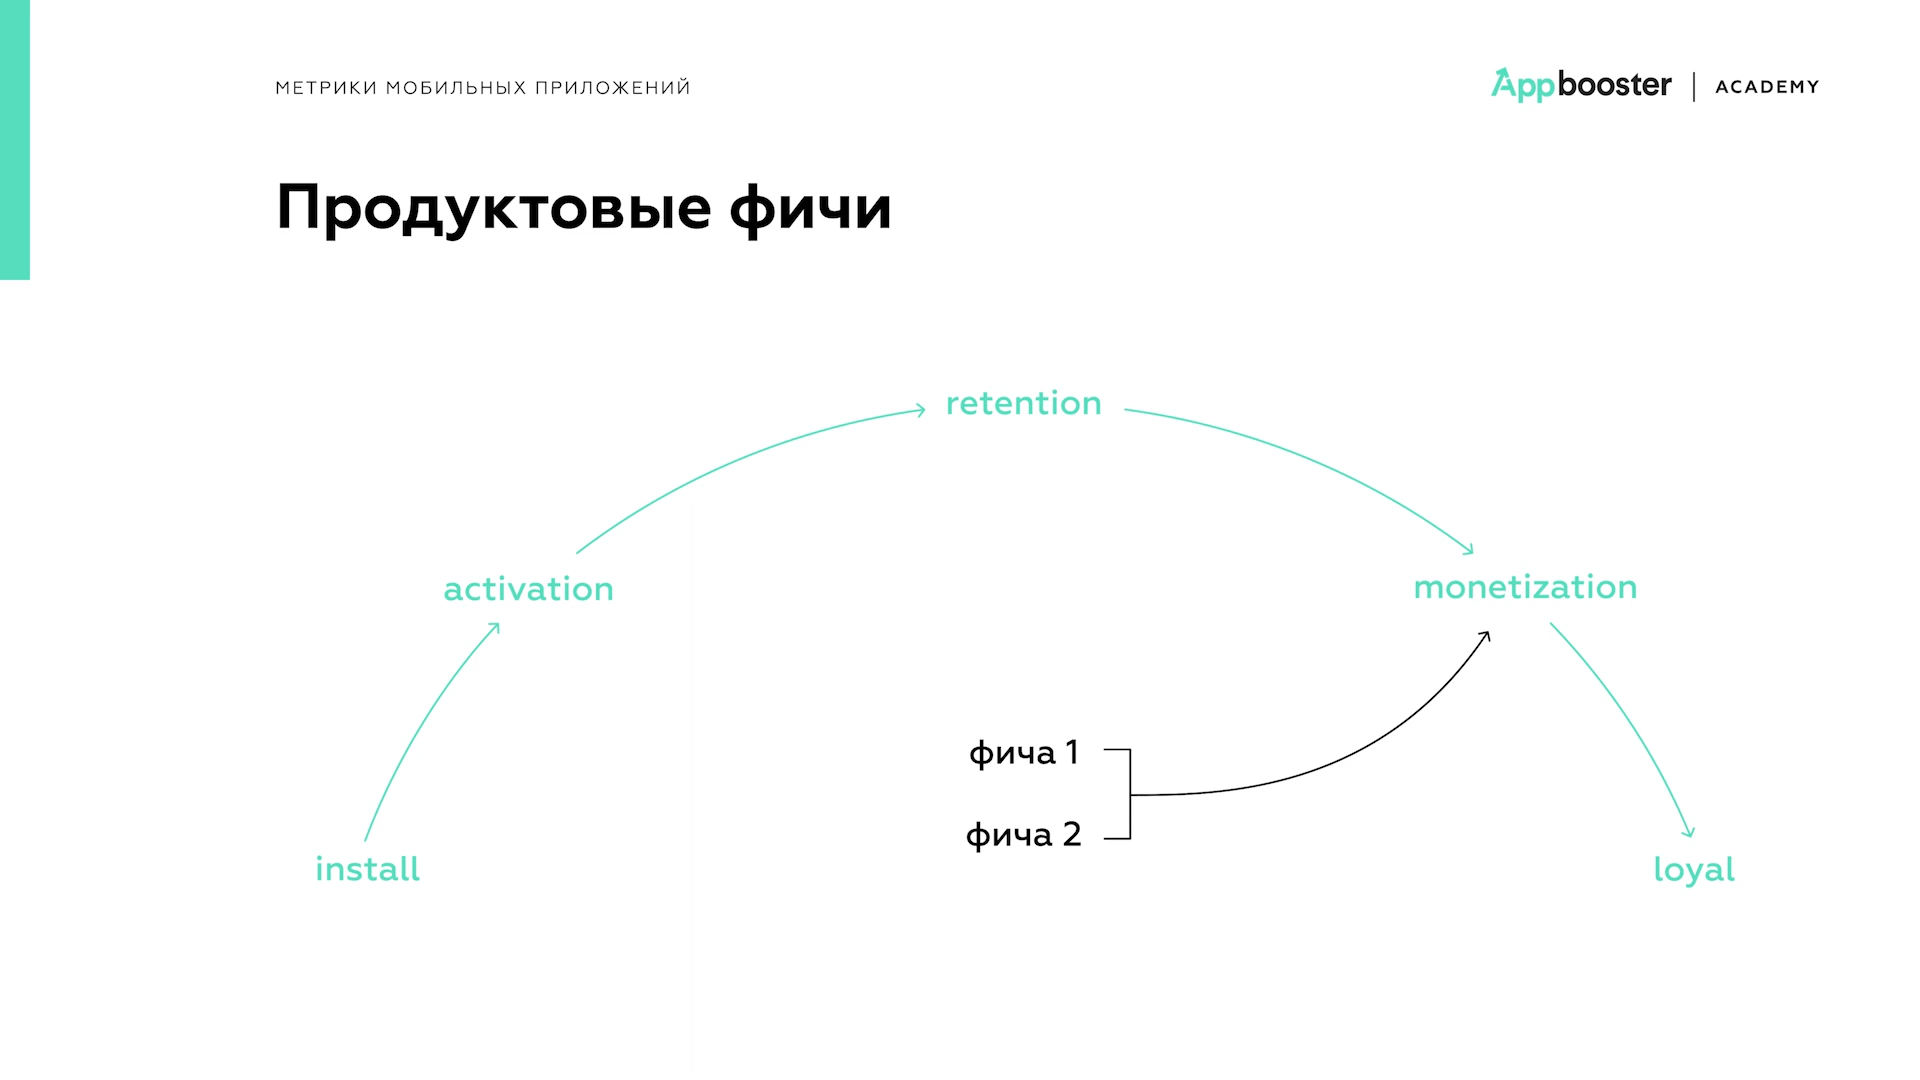 МЕТРИКИ МОБИЛЬНЫХ ПРИЛОЖЕНИЙ
Appbooster | ACADEMY
Продуктовые фичи
retention
activation
monetization
фича 1
фича 2
install
loyal